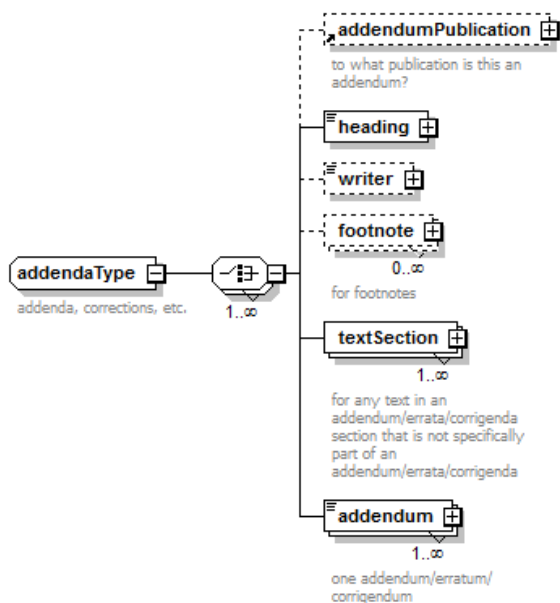 addendumPublication
to what publication is this an
addendum?
heading
writer
footnote
0..∞
for footnotes
addendaType
addenda, corrections, etc.
1..∞
textSection
1..∞
for any text in an
addendum/errata/corrigenda
section that is not specifically
part of an
addendum/errata/corrigenda
addendum
1..∞
one addendum/erratum/
corrigendum